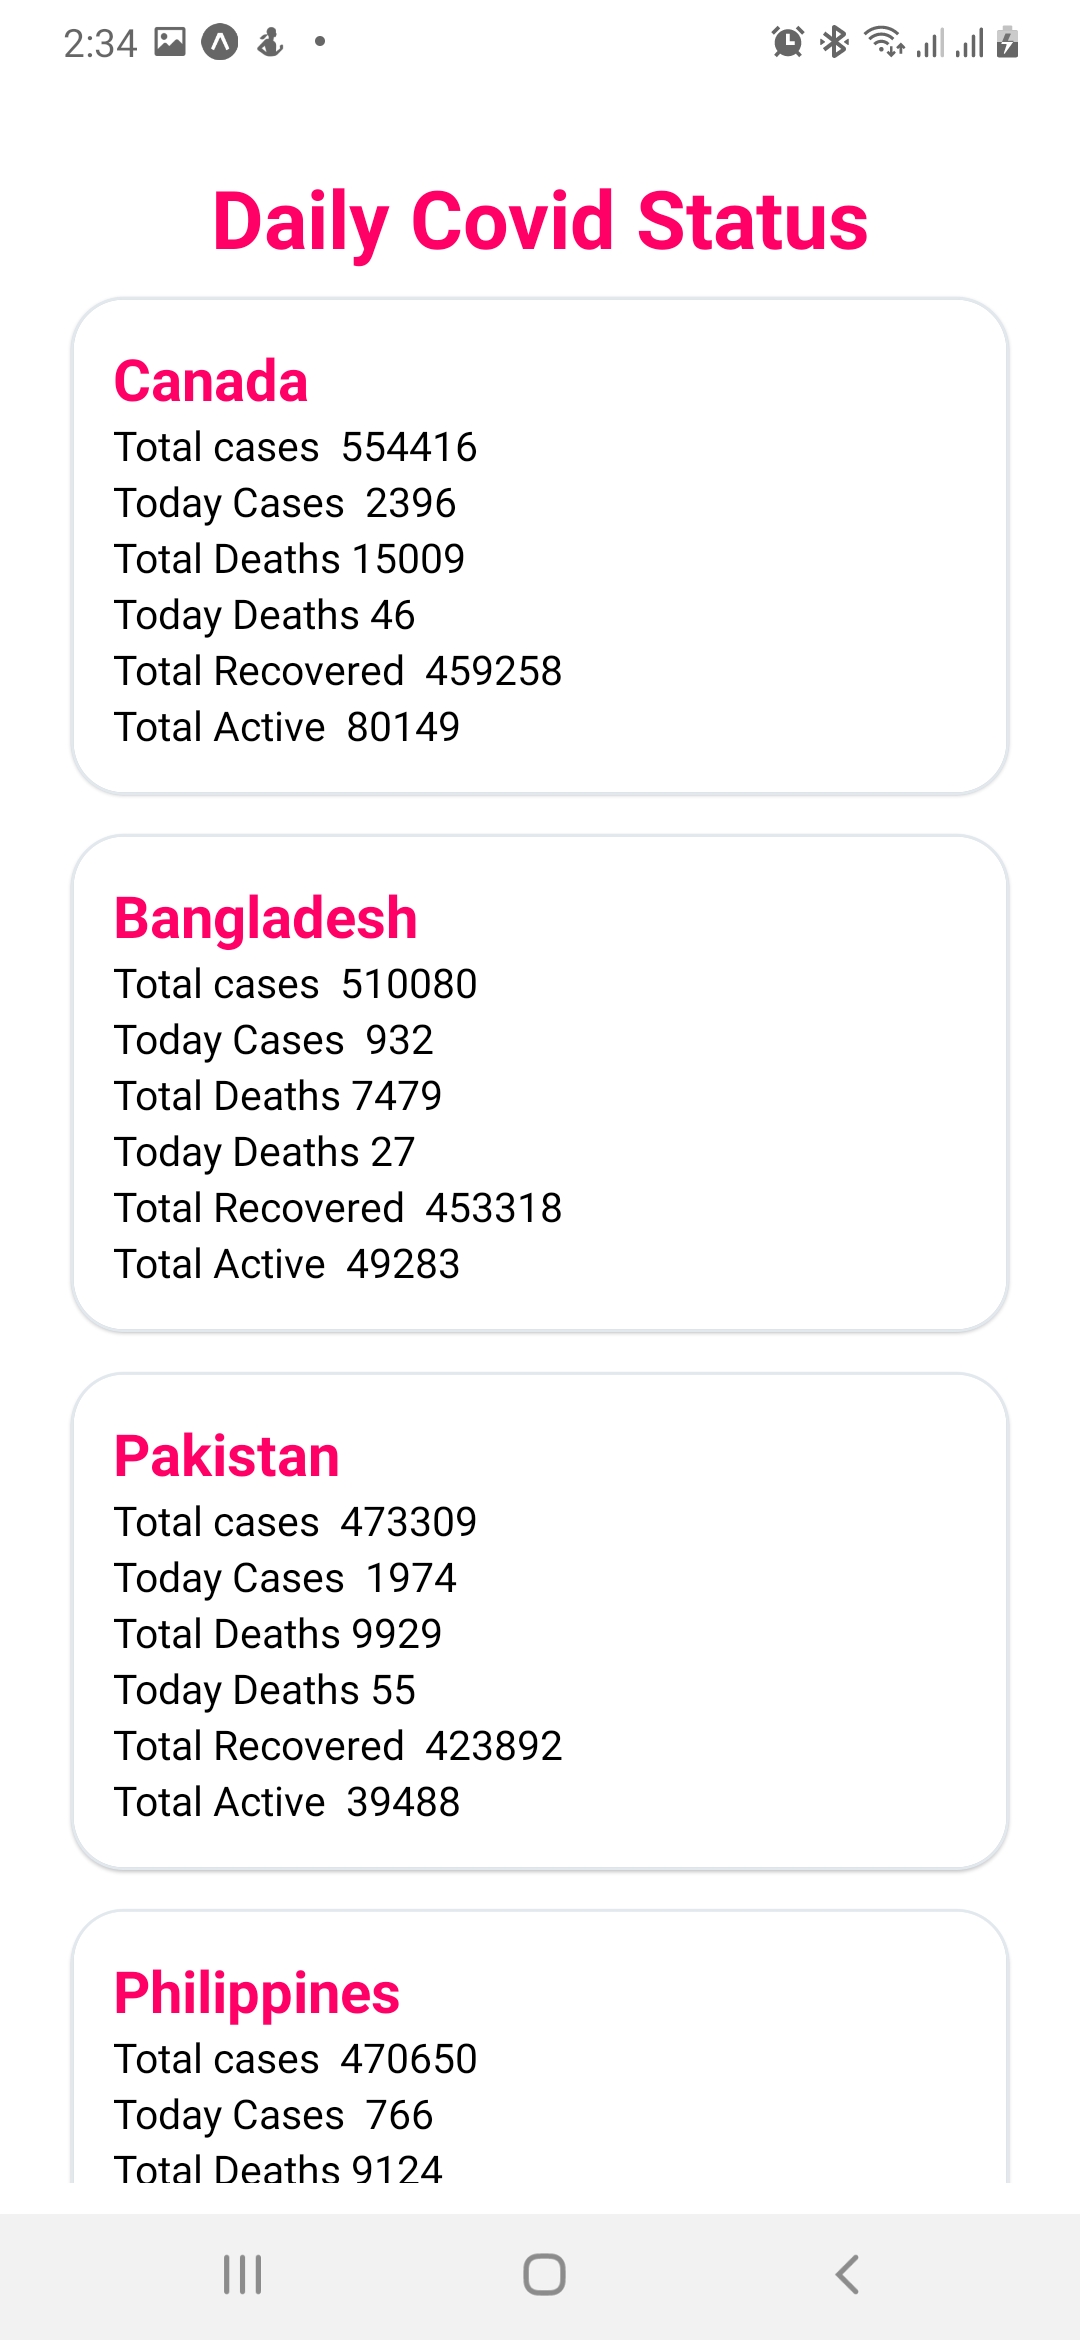 2:34
Daily Covid Status
Canada
Total cases  554416
Today Cases  2396
Total Deaths 15009
Today Deaths 46
Total Recovered  459258
Total Active  80149
Bangladesh
Total cases  510080
Today Cases  932
Total Deaths 7479
Today Deaths 27
Total Recovered  453318
Total Active  49283
Pakistan
Total cases  473309
Today Cases  1974
Total Deaths 9929
Today Deaths 55
Total Recovered  423892
Total Active  39488
Philippines
Total cases  470650
Today Cases  766
Total Deaths 9124